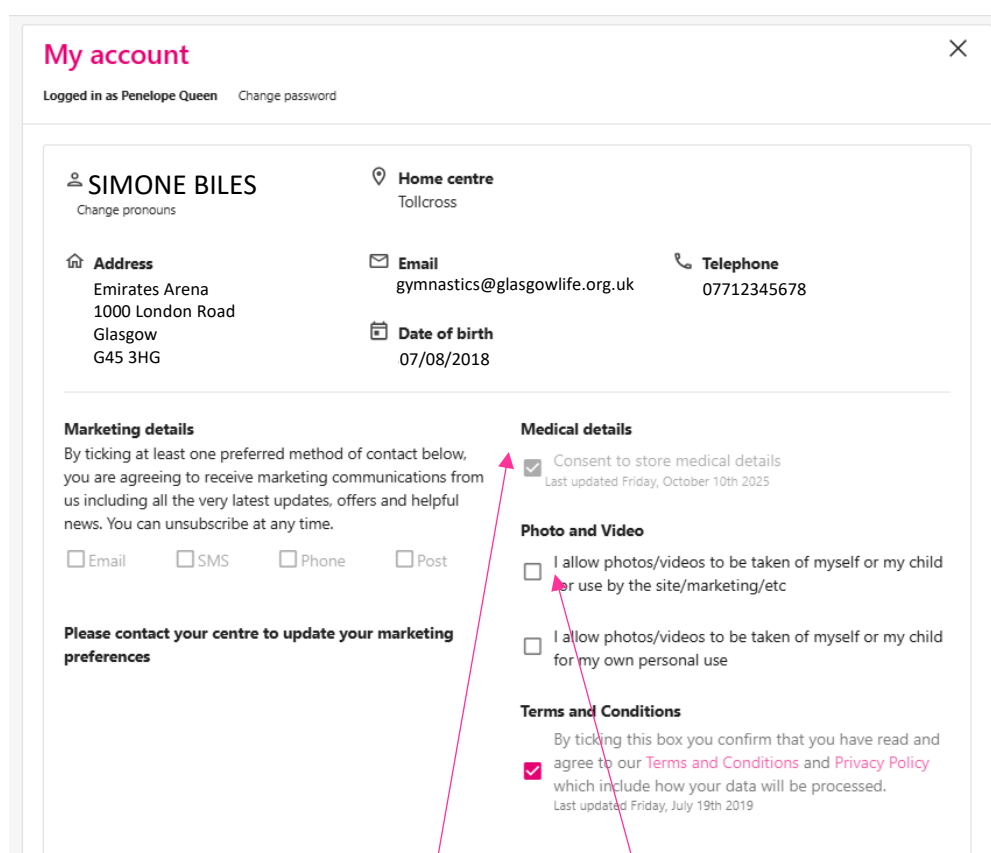 My account
Logged in as Penelope Queen Change password
SIMONE BILES
Change pronouns
Home centre
Tollcross
Address
Emirates Arena
1000 London Road
Glasgow
G45 3HG
Email
gymnastics@glasgowlife.org.uk
Date of birth
07/08/2018
Telephone
07712345678
Marketing details
By ticking at least one preferred method of contact below,
you are agreeing to receive marketing communications from
us including all the very latest updates, offers and helpful
news. You can unsubscribe at any time.
Email SMS Phone Post
Please contact your centre to update your marketing
preferences
Medical details
Consent to store medical details
Last updated Friday, October 10th 2025
Photo and Video
I allow photos/videos to be taken of myself or my child
for use by the site/marketing/etc
I allow photos/videos to be taken of myself or my child
for my own personal use
Terms and Conditions
By ticking this box you confirm that you have read and
agree to our Terms and Conditions and Privacy Policy
which include how your data will be processed.
Last updated Friday, July 19th 2019